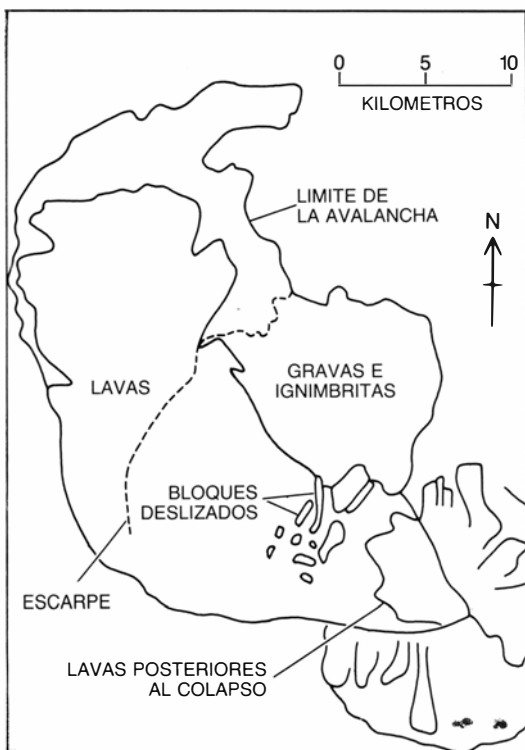 0 5 10
KILOMETROS
LIMITE DE
LA AVALANCHA
N
GRAVAS E
IGNIMBRITAS
LAVAS
BLOQUES
DESLIZADOS
ESCARPE
LAVAS POSTERIORES
AL COLAPSO